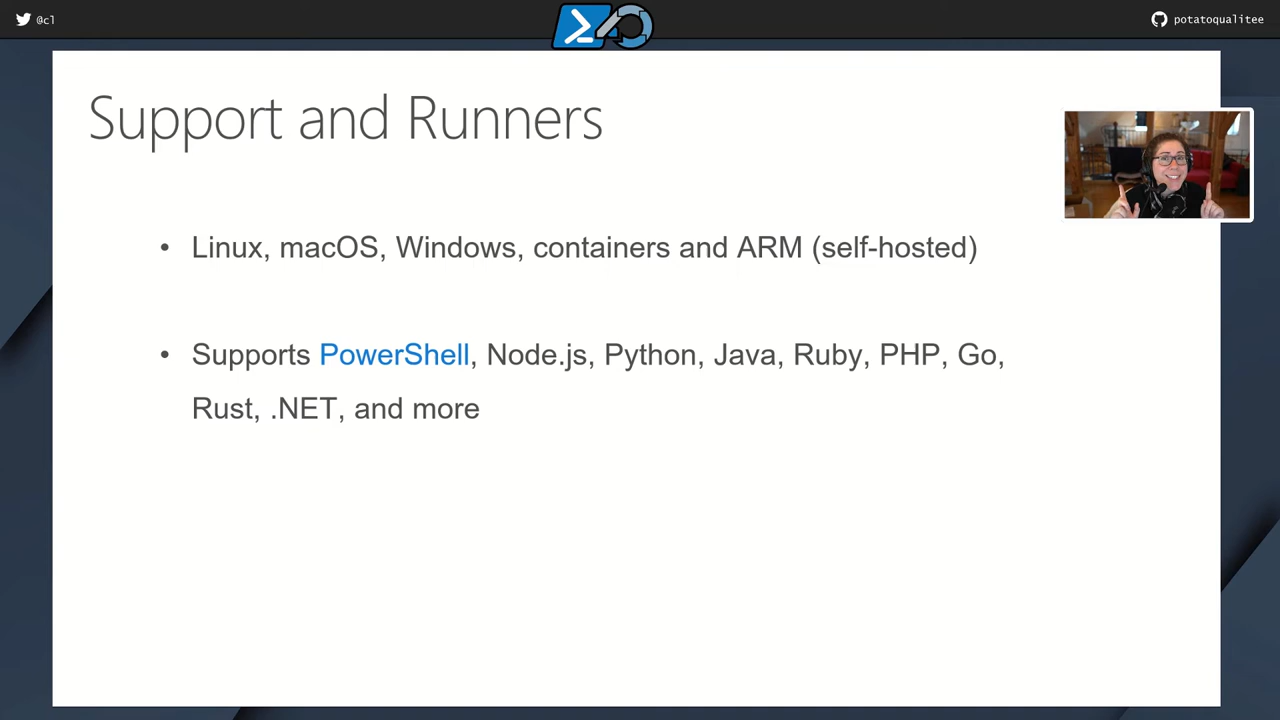 @cl
potatoqualitee
Support and Runners
• Linux, macOS, Windows, containers and ARM (self-hosted)
• Supports PowerShell, Node.js, Python, Java, Ruby, PHP, Go,
Rust, .NET, and more